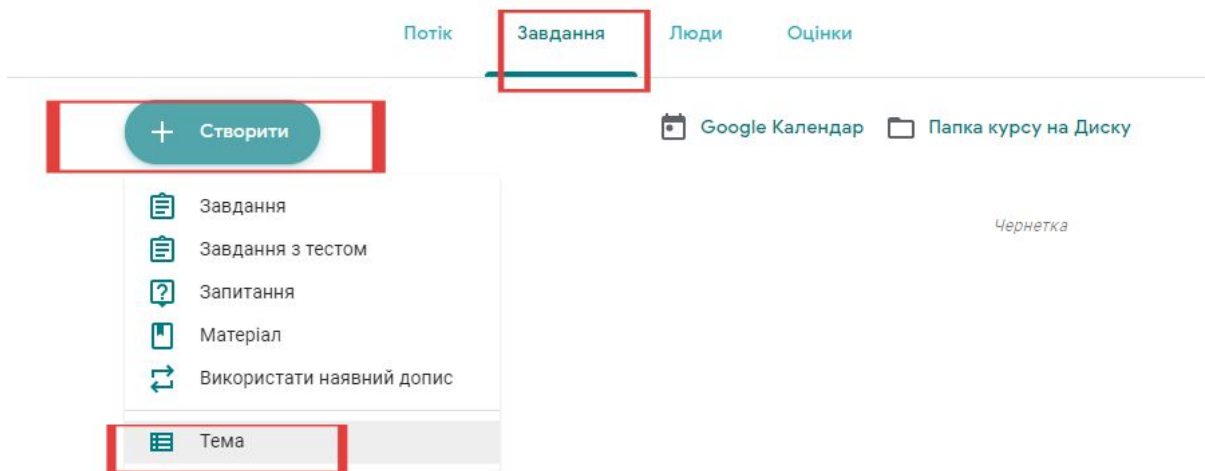 Потік Завдання Люди Оцінки
Створити Google Календар Папка курсу на Диску
Завдання
Чернетка
Завдання з тестом
Запитання
Матеріал
Використати наявний допис
Тема